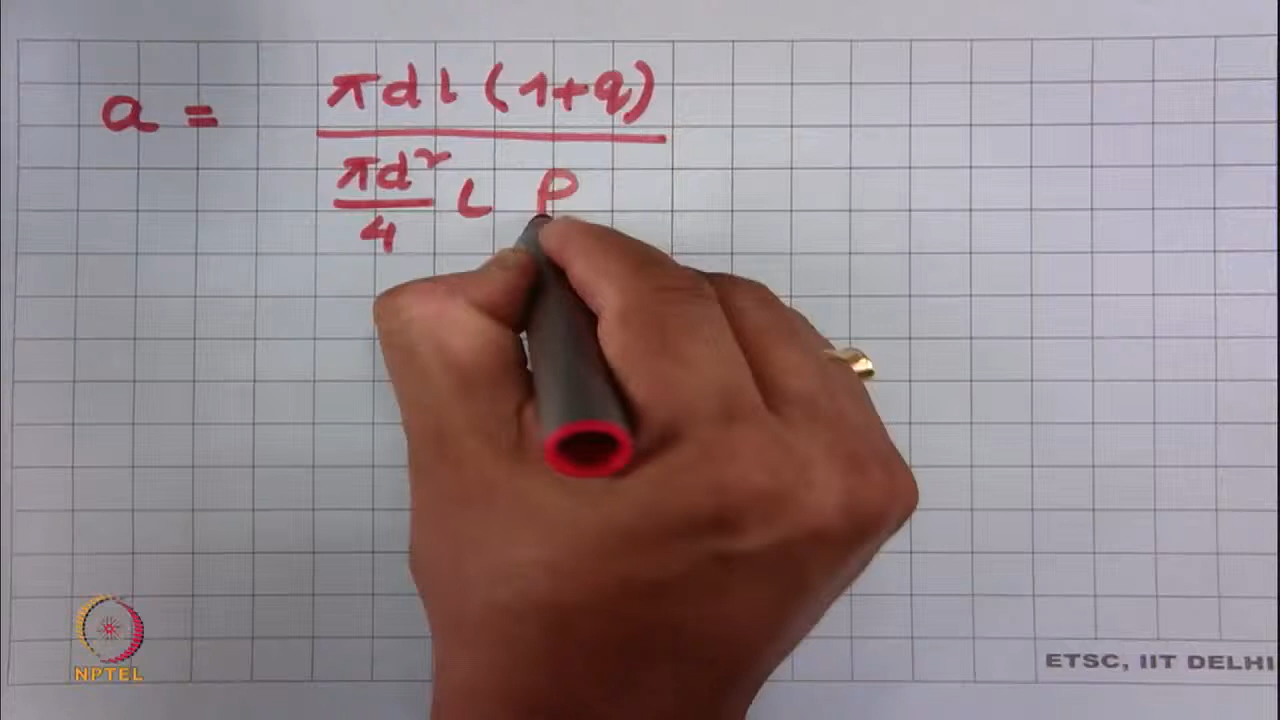 a = πdl(1+q)
πd²/4 L ρ
NPTEL
ETSC, IIT DELHI